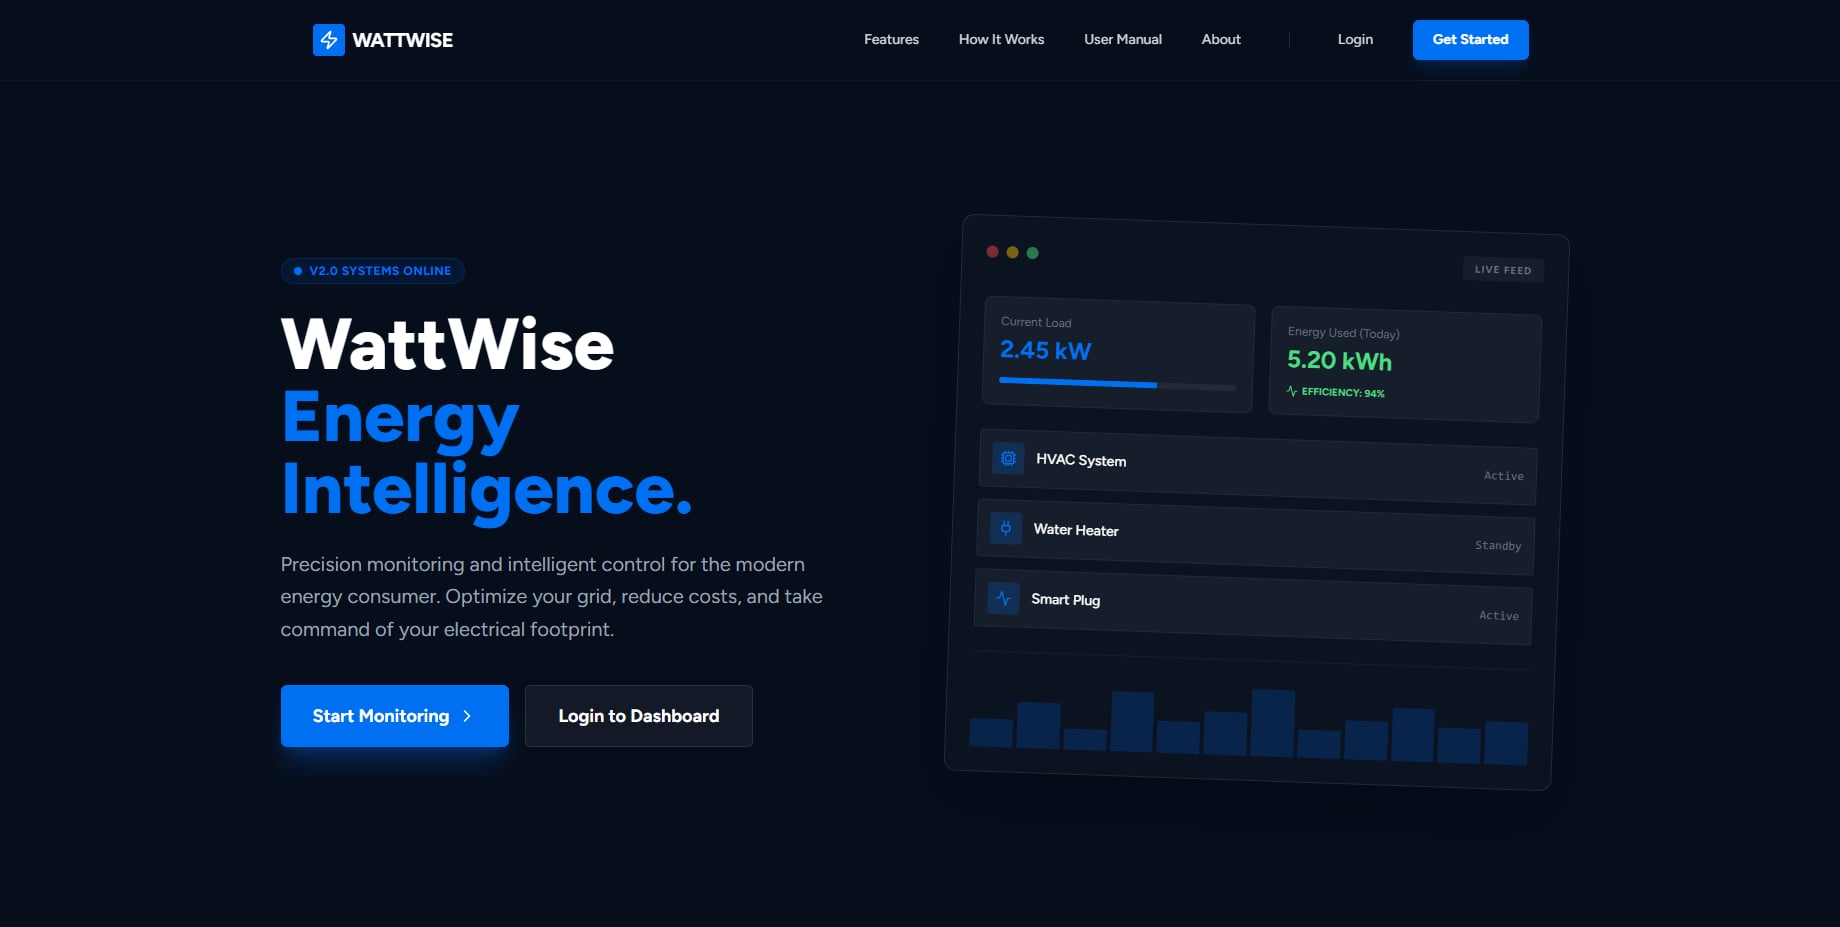 WATTWISE
Features
How It Works
User Manual
About
Login
Get Started
V2.0 SYSTEMS ONLINE
WattWise
Energy
Intelligence.
Precision monitoring and intelligent control for the modern
energy consumer. Optimize your grid, reduce costs, and take
command of your electrical footprint.
Start Monitoring
Login to Dashboard
LIVE FEED
Current Load
2.45 kW
Energy Used (Today)
5.20 kWh
EFFICIENCY: 94%
HVAC System
Active
Water Heater
Standby
Smart Plug
Active